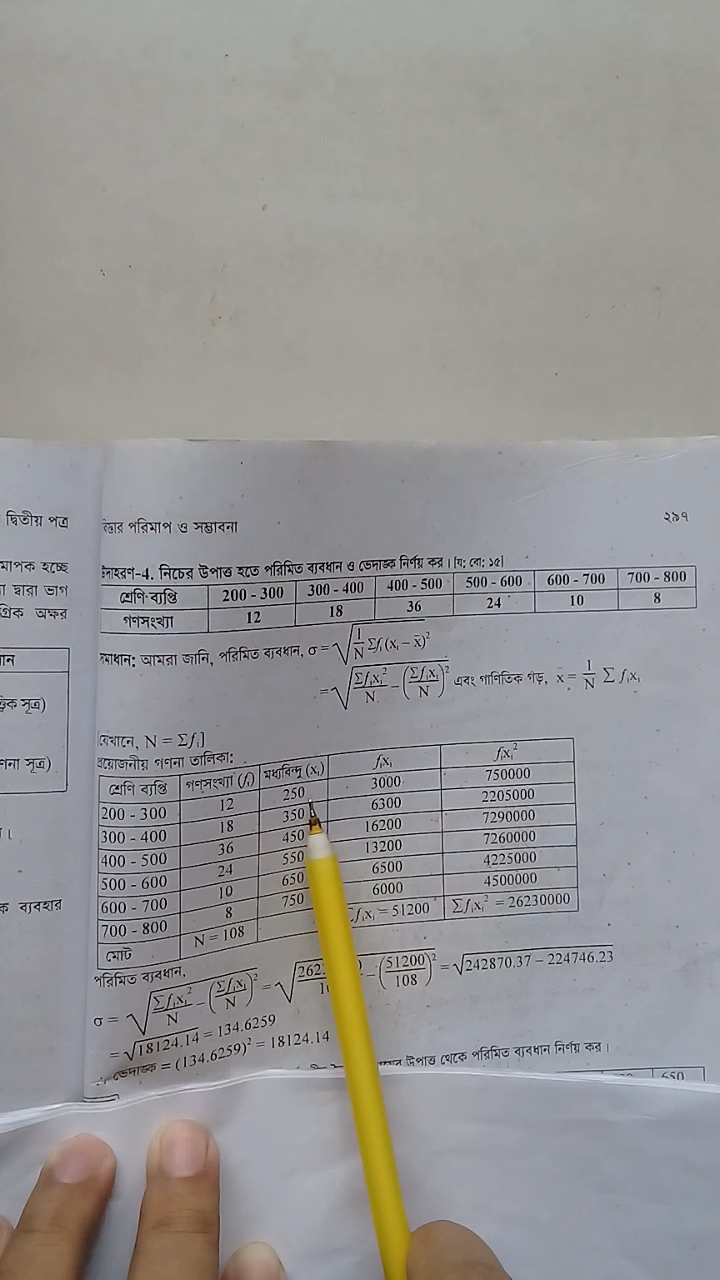 দ্বিতীয় পত্র
মাপক হচ্ছে
া দ্বারা ভাগ
গ্রিক অক্ষর
ান
ক সূত্র)
ণনা সূত্র)
ক ব্যবহার
স্তার পরিমাপ ও সম্ভাবনা
২৯৭
উদাহরণ-4. নিচের উপাত্ত হতে পরিমিত ব্যবধান ও ভেদাঙ্ক নির্ণয় কর। [য: বো: ১৫]
শ্রেণি-ব্যপ্তি 200 - 300 300 - 400 400 - 500 500 - 600 600 - 700 700 - 800
গণসংখ্যা 12 18 36 24 10 8
সমাধান: আমরা জানি, পরিমিত ব্যবধান, σ = √(1/N Σfᵢ(xᵢ – x̄)²)
= √(Σfᵢxᵢ²/N – (Σfᵢxᵢ/N)²) এবং গাণিতিক গড়, x̄ = 1/N Σ fᵢxᵢ
[যেখানে, N = Σfᵢ]
প্রয়োজনীয় গণনা তালিকা:
শ্রেণি ব্যপ্তি গণসংখ্যা (fᵢ) মধ্যবিন্দু (xᵢ) fᵢxᵢ fᵢxᵢ²
200 - 300 12 250 3000 750000
300 - 400 18 350 6300 2205000
400 - 500 36 450 16200 7290000
500 - 600 24 550 13200 7260000
600 - 700 10 650 6500 4225000
700 - 800 8 750 6000 4500000
মোট N = 108 fᵢxᵢ = 51200 Σfᵢxᵢ² = 26230000
পরিমিত ব্যবধান,
σ = √(Σfᵢxᵢ²/N – (Σfᵢxᵢ/N)²) = √( – (51200/108)²) = √(242870.37 – 224746.23)
= √18124.14 = 134.6259
∴ ভেদাঙ্ক = (134.6259)² = 18124.14
উপাত্ত থেকে পরিমিত ব্যবধান নির্ণয় কর।
650